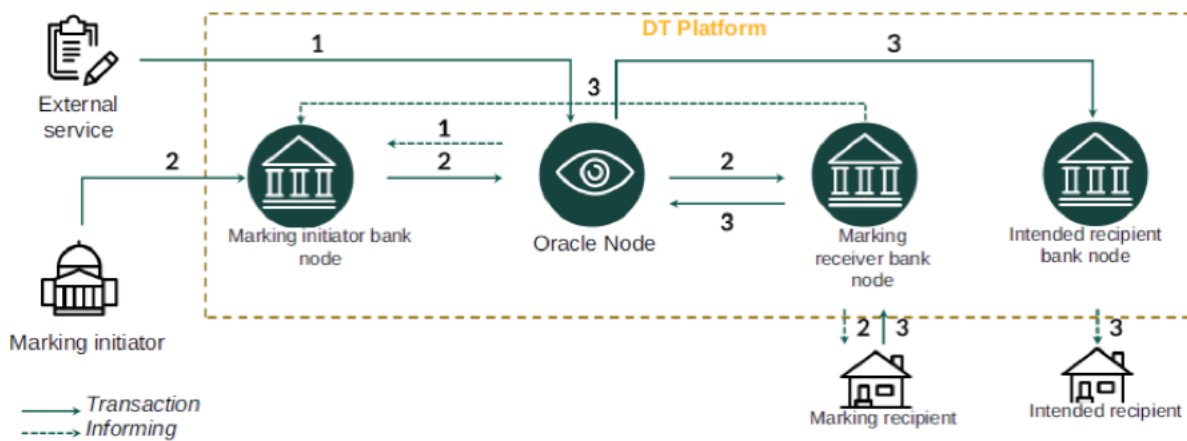 DT Platform
1
3
External
service
3
1
2
2
2
3
Marking initiator bank
node
Oracle Node
Marking
receiver bank
node
Intended recipient
bank node
Marking initiator
2
3
3
Marking recipient
Intended recipient
Transaction
Informing